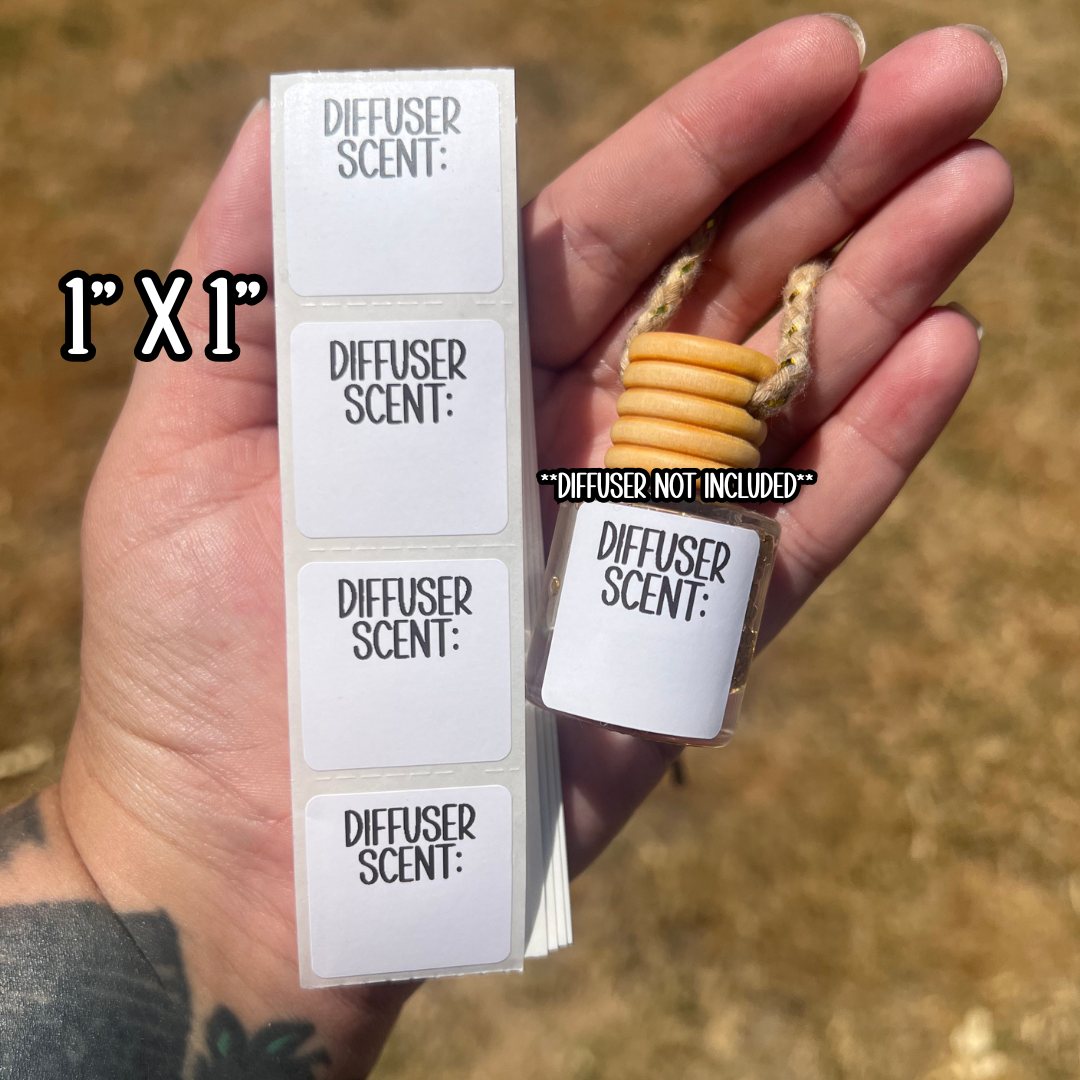 DIFFUSER
SCENT:
1” X 1”
DIFFUSER
SCENT:
**DIFFUSER NOT INCLUDED**
DIFFUSER
SCENT:
DIFFUSER
SCENT:
DIFFUSER
SCENT: